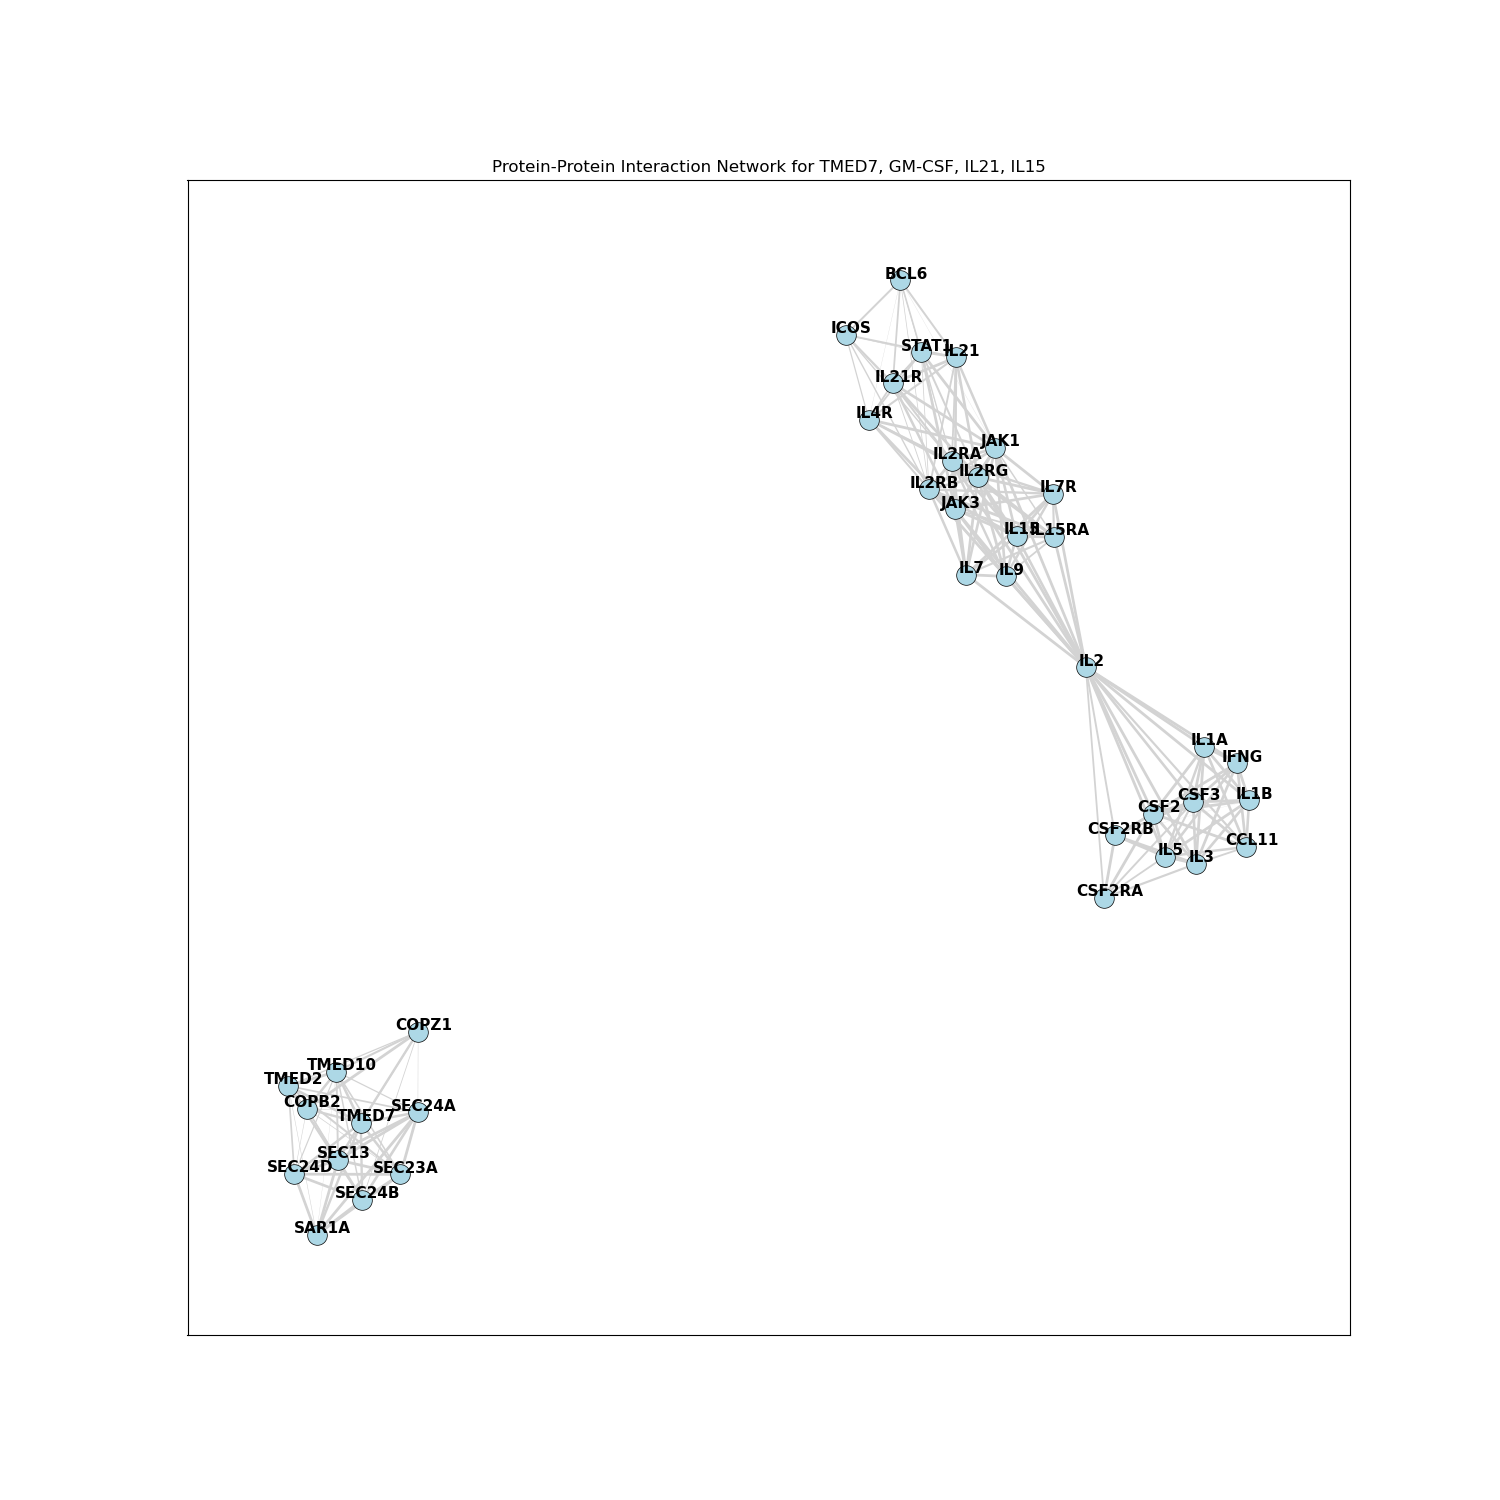 Protein-Protein Interaction Network for TMED7, GM-CSF, IL21, IL15
BCL6
ICOS
STAT1
IL21
IL21R
IL4R
JAK1
IL2RA
IL2RG
IL2RB
IL7R
JAK3
IL15
IL15RA
IL7
IL9
IL2
IL1A
IFNG
CSF3
IL1B
CSF2
CSF2RB
CCL11
IL5
IL3
CSF2RA
COPZ1
TMED10
TMED2
COPB2
SEC24A
TMED7
SEC13
SEC24D
SEC23A
SEC24B
SAR1A